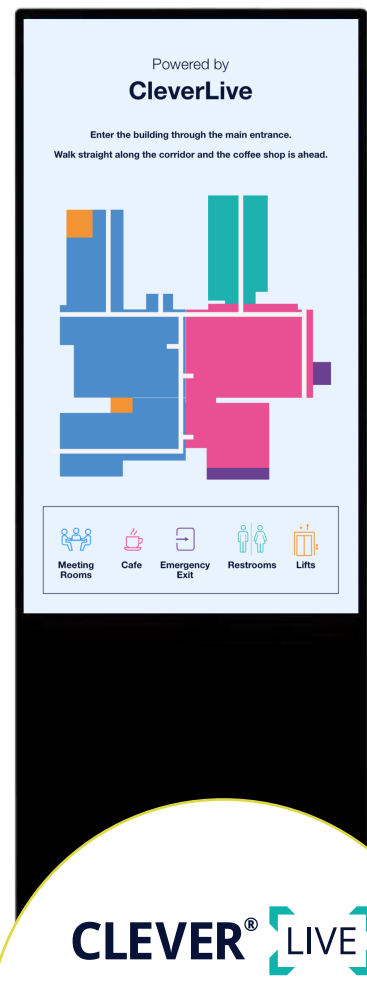 Powered by
CleverLive
Enter the building through the main entrance.
Walk straight along the corridor and the coffee shop is ahead.
Meeting Rooms
Cafe
Emergency Exit
Restrooms
Lifts
CLEVER® LIVE